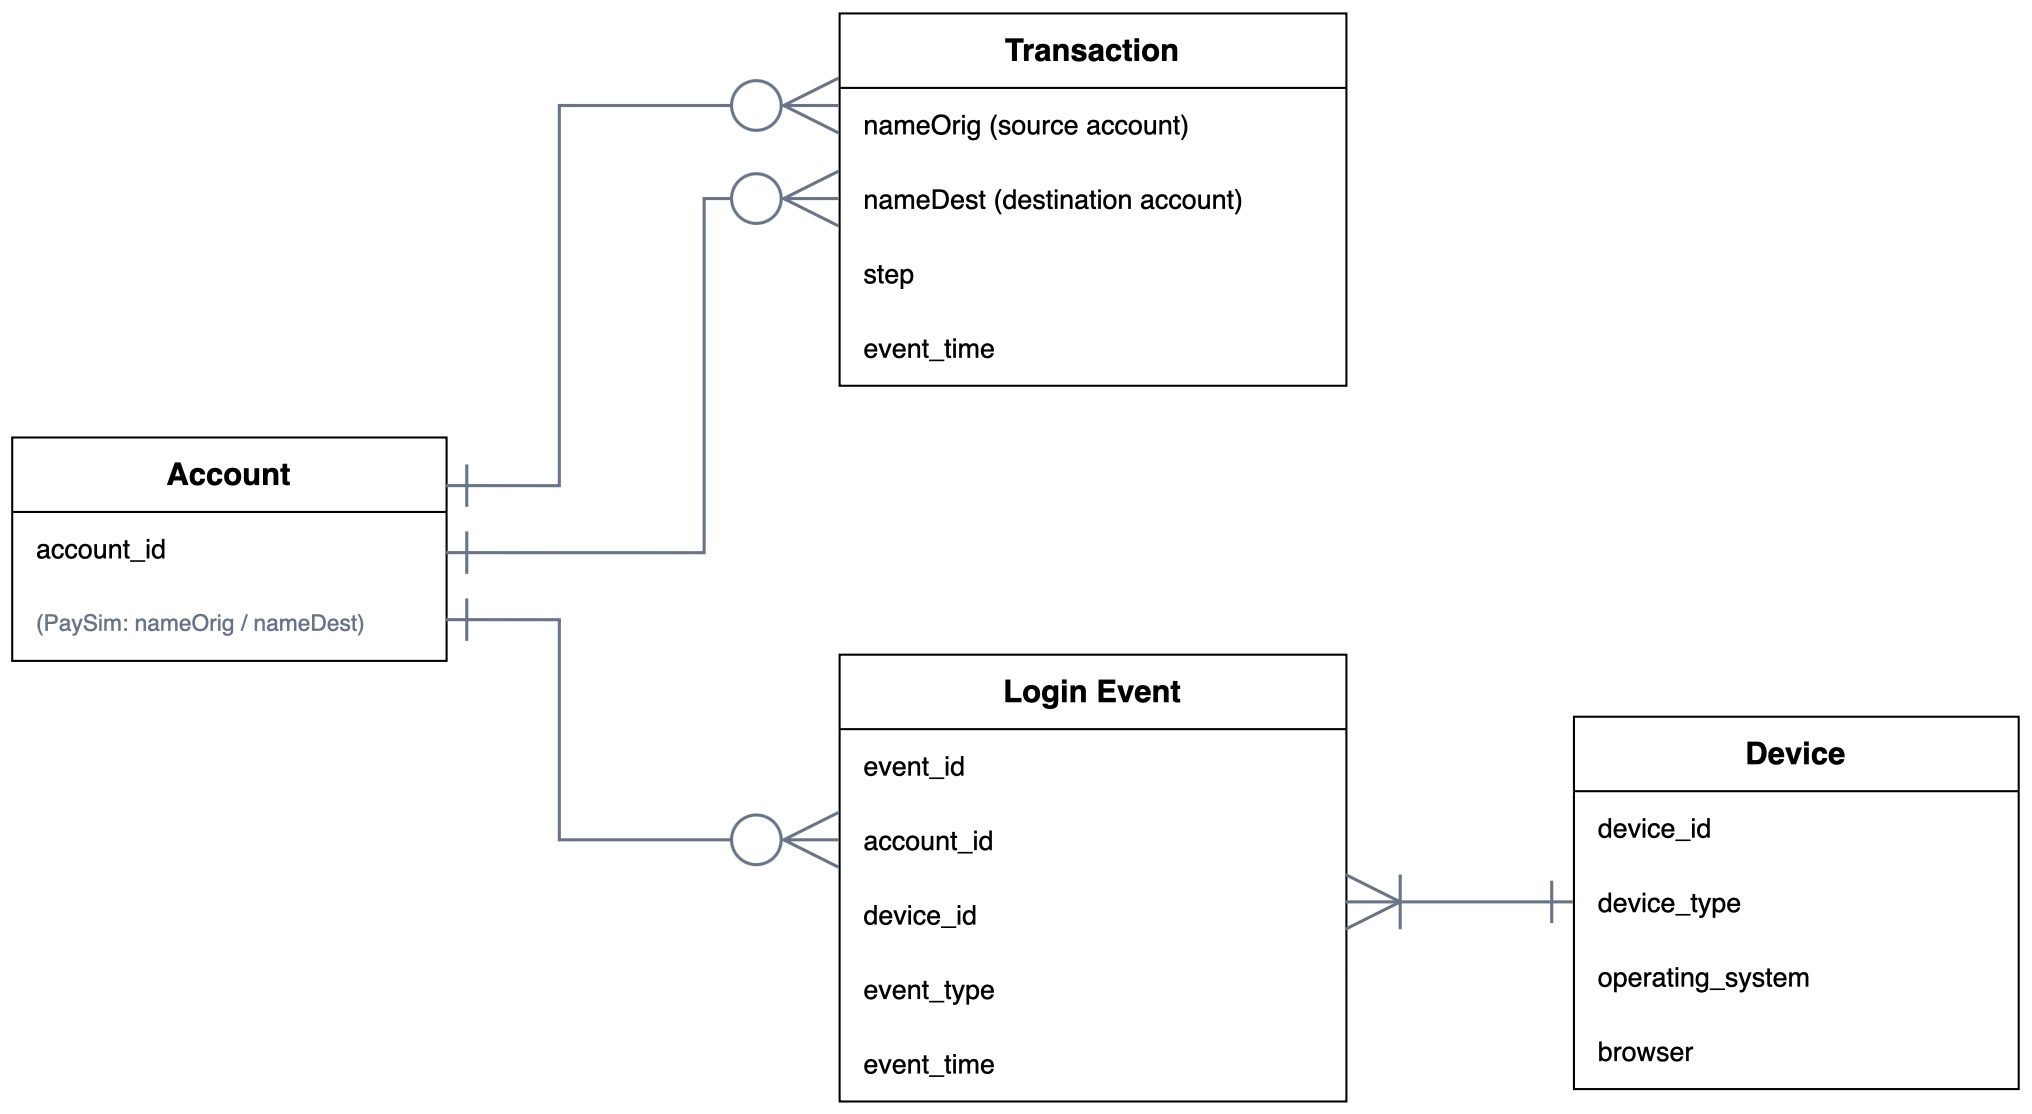 Transaction
nameOrig (source account)
nameDest (destination account)
step
event_time
Account
account_id
(PaySim: nameOrig / nameDest)
Login Event
event_id
account_id
device_id
event_type
event_time
Device
device_id
device_type
operating_system
browser